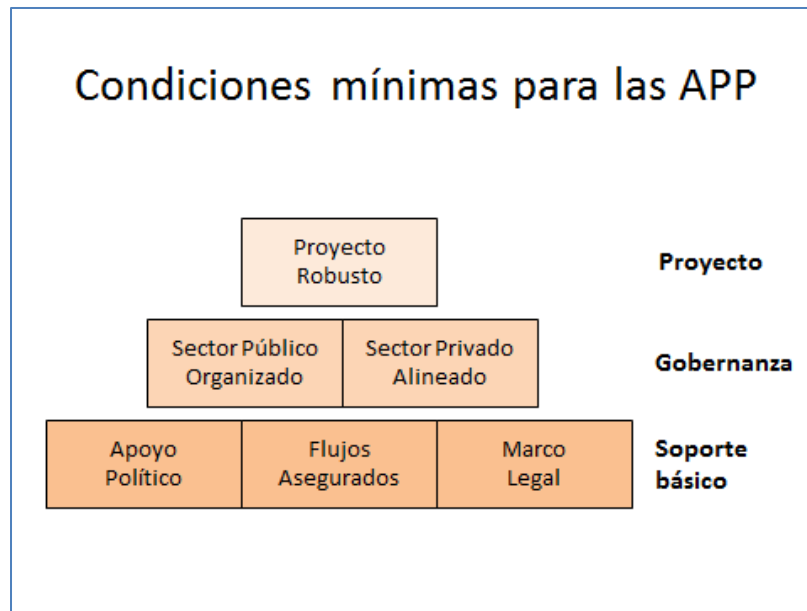 Condiciones mínimas para las APP
Proyecto
Robusto
Proyecto
Sector Público
Organizado
Sector Privado
Alineado
Gobernanza
Apoyo
Político
Flujos
Asegurados
Marco
Legal
Soporte
básico